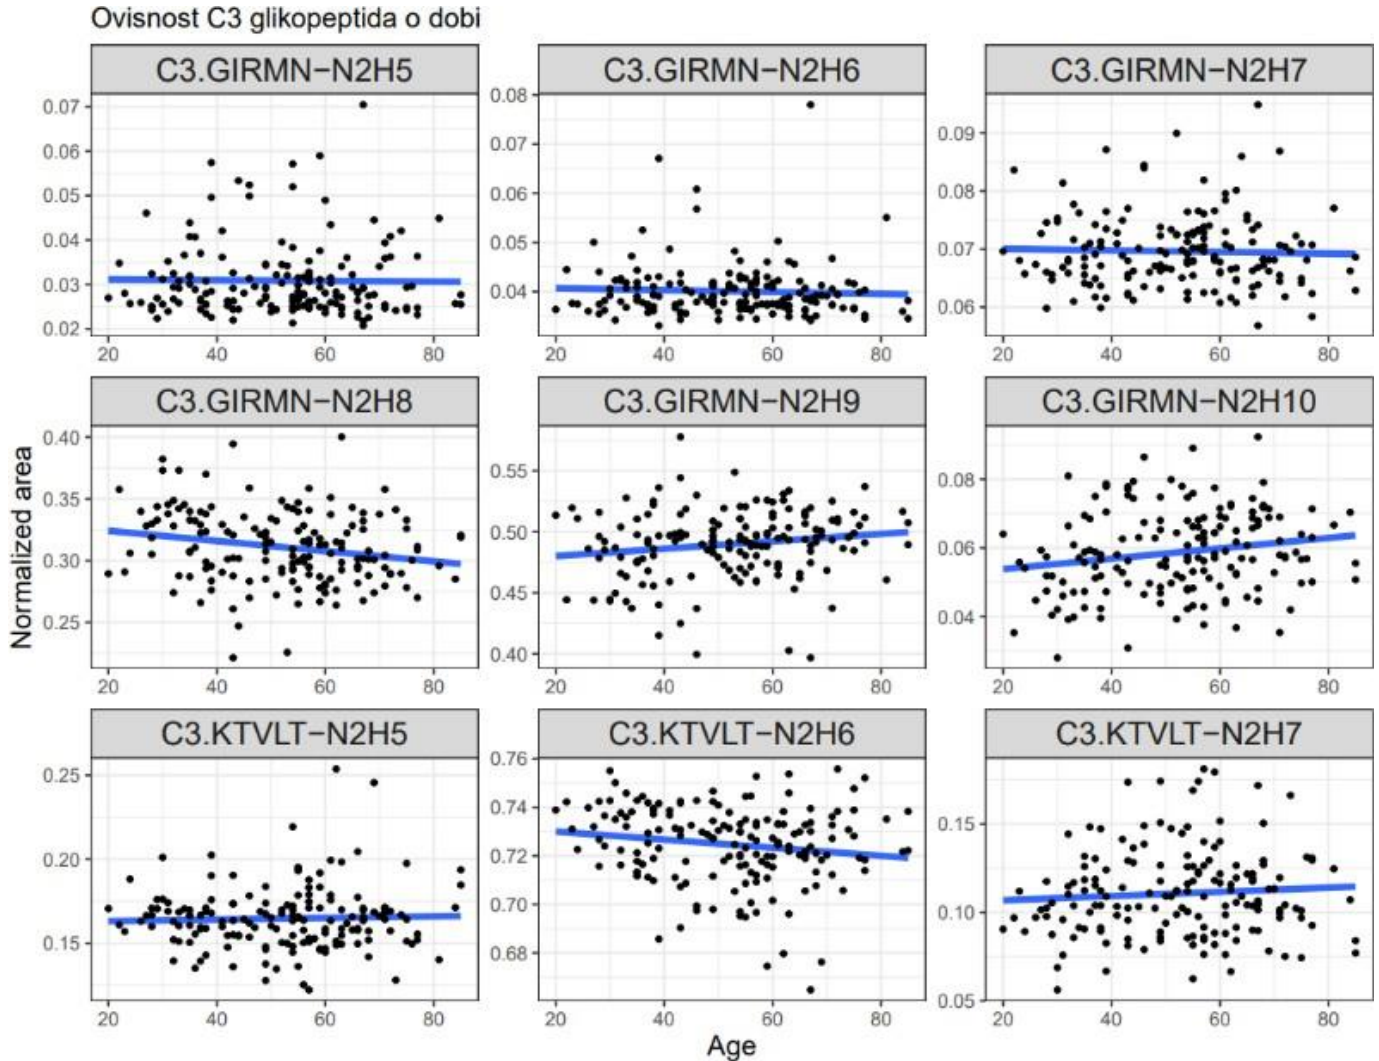 Ovisnost C3 glikopeptida o dobi
C3.GIRMN−N2H5
C3.GIRMN−N2H6
C3.GIRMN−N2H7
0.07
0.06
0.05
0.04
0.03
0.02
20 40 60 80
0.08
0.07
0.06
0.05
0.04
20 40 60 80
0.09
0.08
0.07
0.06
20 40 60 80
C3.GIRMN−N2H8
C3.GIRMN−N2H9
C3.GIRMN−N2H10
Normalized area
0.40
0.35
0.30
0.25
20 40 60 80
0.55
0.50
0.45
0.40
20 40 60 80
0.08
0.06
0.04
20 40 60 80
C3.KTVLT−N2H5
C3.KTVLT−N2H6
C3.KTVLT−N2H7
0.25
0.20
0.15
20 40 60 80
0.76
0.74
0.72
0.70
0.68
20 40 60 80
0.15
0.10
0.05
20 40 60 80
Age